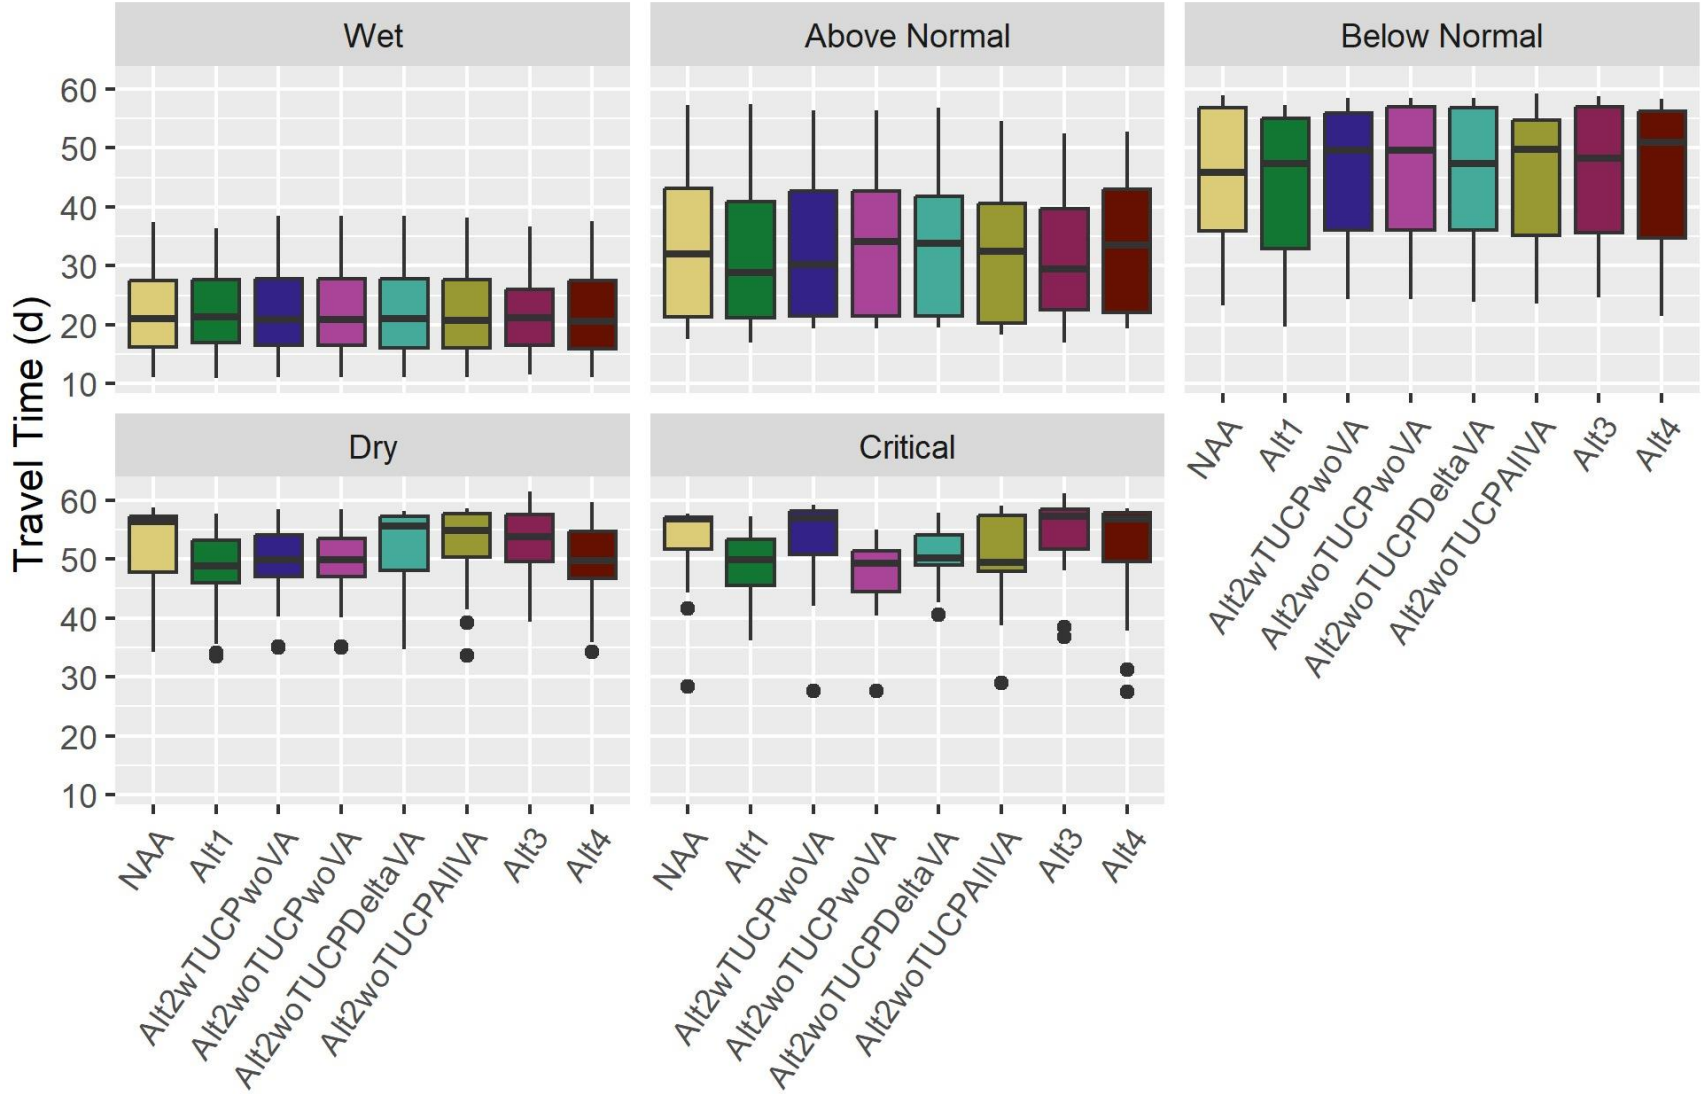 Travel Time (d)
Wet
Above Normal
Below Normal
60
50
40
30
20
10
NAA
Alt1
Alt2wTUCPwoVA
Alt2woTUCPwoVA
Alt2woTUCPDeltaVA
Alt2woTUCPAllVA
Alt3
Alt4
Dry
Critical
60
50
40
30
20
10
NAA
Alt1
Alt2wTUCPwoVA
Alt2woTUCPwoVA
Alt2woTUCPDeltaVA
Alt2woTUCPAllVA
Alt3
Alt4
NAA
Alt1
Alt2wTUCPwoVA
Alt2woTUCPwoVA
Alt2woTUCPDeltaVA
Alt2woTUCPAllVA
Alt3
Alt4